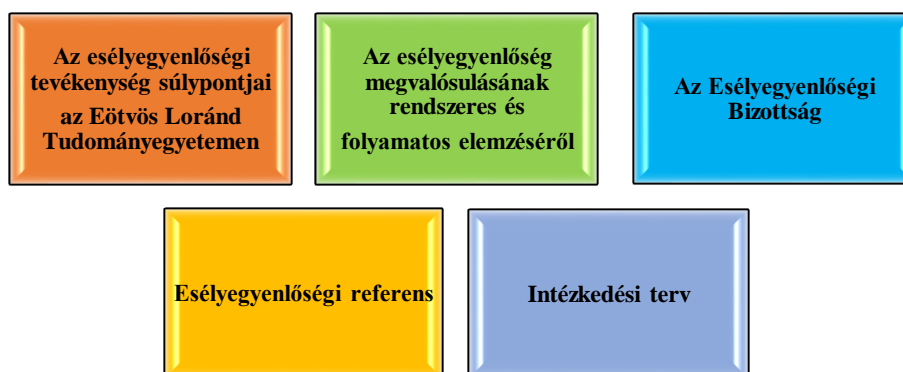 Az esélyegyenlőségi
tevékenység súlypontjai
az Eötvös Loránd
Tudományegyetemen
Az esélyegyenlőség
megvalósulásának
rendszeres és
folyamatos elemzéséről
Az Esélyegyenlőségi
Bizottság
Esélyegyenlőségi referens
Intézkedési terv